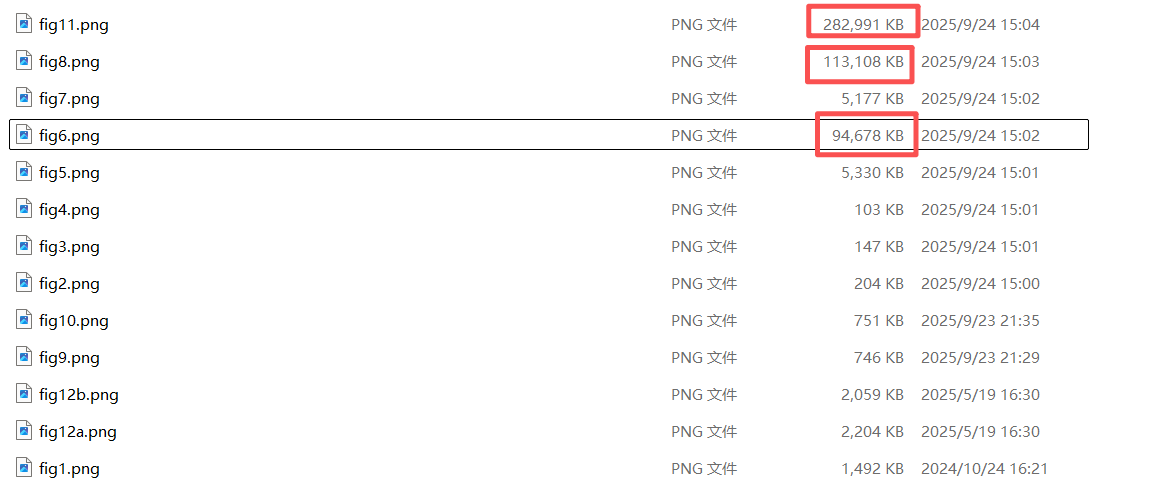 fig11.png PNG 文件 282,991 KB 2025/9/24 15:04
fig8.png PNG 文件 113,108 KB 2025/9/24 15:03
fig7.png PNG 文件 5,177 KB 2025/9/24 15:02
fig6.png PNG 文件 94,678 KB 2025/9/24 15:02
fig5.png PNG 文件 5,330 KB 2025/9/24 15:01
fig4.png PNG 文件 103 KB 2025/9/24 15:01
fig3.png PNG 文件 147 KB 2025/9/24 15:01
fig2.png PNG 文件 204 KB 2025/9/24 15:00
fig10.png PNG 文件 751 KB 2025/9/23 21:35
fig9.png PNG 文件 746 KB 2025/9/23 21:29
fig12b.png PNG 文件 2,059 KB 2025/5/19 16:30
fig12a.png PNG 文件 2,204 KB 2025/5/19 16:30
fig1.png PNG 文件 1,492 KB 2024/10/24 16:21